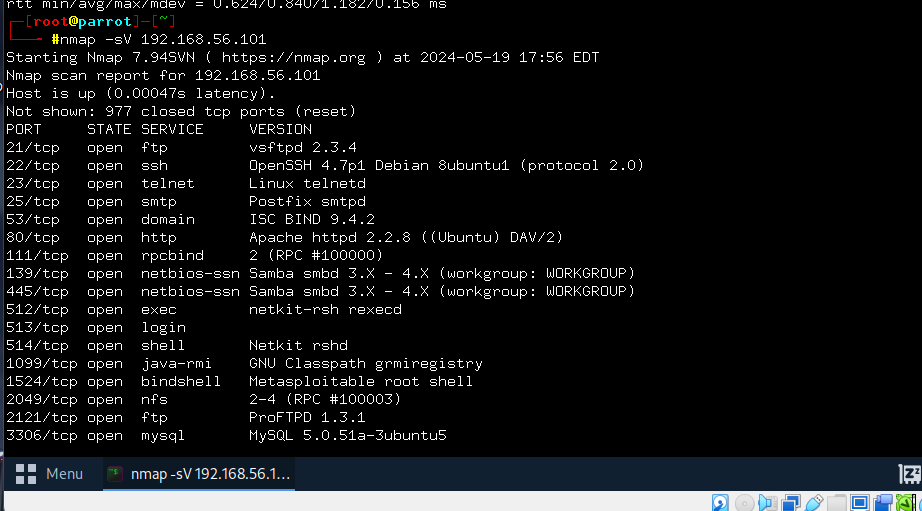 rtt min/avg/max/mdev = 0.624/0.840/1.182/0.156 ms
[root@parrot]-[~]
#nmap -sV 192.168.56.101
Starting Nmap 7.94SVN ( https://nmap.org ) at 2024-05-19 17:56 EDT
Nmap scan report for 192.168.56.101
Host is up (0.00047s latency).
Not shown: 977 closed tcp ports (reset)
PORT     STATE SERVICE     VERSION
21/tcp   open  ftp         vsftpd 2.3.4
22/tcp   open  ssh         OpenSSH 4.7p1 Debian 8ubuntu1 (protocol 2.0)
23/tcp   open  telnet      Linux telnetd
25/tcp   open  smtp        Postfix smtpd
53/tcp   open  domain      ISC BIND 9.4.2
80/tcp   open  http        Apache httpd 2.2.8 ((Ubuntu) DAV/2)
111/tcp  open  rpcbind     2 (RPC #100000)
139/tcp  open  netbios-ssn Samba smbd 3.X - 4.X (workgroup: WORKGROUP)
445/tcp  open  netbios-ssn Samba smbd 3.X - 4.X (workgroup: WORKGROUP)
512/tcp  open  exec        netkit-rsh rexecd
513/tcp  open  login
514/tcp  open  shell       Netkit rshd
1099/tcp open  java-rmi    GNU Classpath grmiregistry
1524/tcp open  bindshell   Metasploitable root shell
2049/tcp open  nfs         2-4 (RPC #100003)
2121/tcp open  ftp         ProFTPD 1.3.1
3306/tcp open  mysql       MySQL 5.0.51a-3ubuntu5
Menu nmap -sV 192.168.56.1...